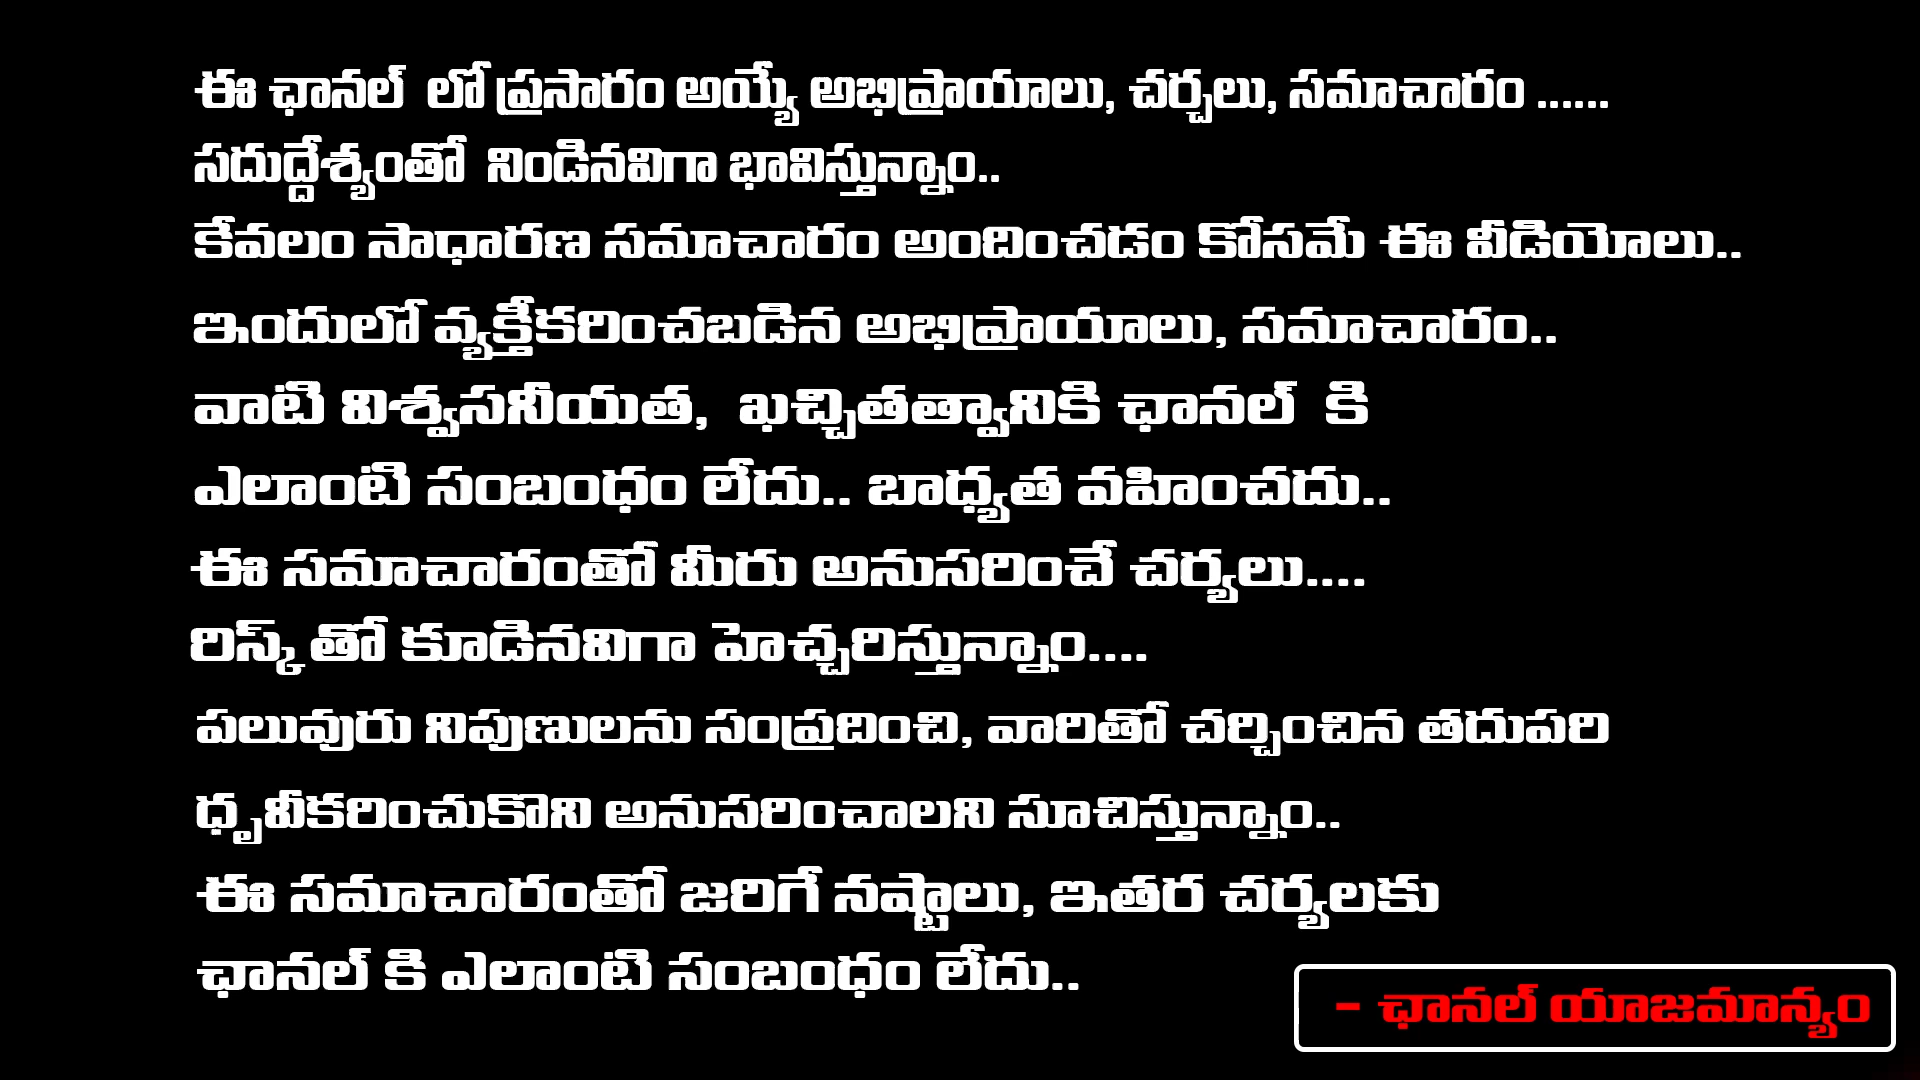 ఈ ఛానల్ లో ప్రసారం అయ్యే అభిప్రాయాలు, చర్చలు, సమాచారం ......
సదుద్దేశ్యంతో నిండినవిగా భావిస్తున్నాం..
కేవలం సాధారణ సమాచారం అందించడం కోసమే ఈ వీడియోలు..
ఇందులో వ్యక్తీకరించబడిన అభిప్రాయాలు, సమాచారం..
వాటి విశ్వసనీయత, ఖచ్చితత్వానికి ఛానల్ కి
ఎలాంటి సంబంధం లేదు.. బాధ్యత వహించదు..
ఈ సమాచారంతో మీరు అనుసరించే చర్యలు....
రిస్క్ తో కూడినవిగా హెచ్చరిస్తున్నాం....
పలువురు నిపుణులను సంప్రదించి, వారితో చర్చించిన తదుపరి
ధృవీకరించుకొని అనుసరించాలని సూచిస్తున్నాం..
ఈ సమాచారంతో జరిగే నష్టాలు, ఇతర చర్యలకు
ఛానల్ కి ఎలాంటి సంబంధం లేదు..
- ఛానల్ యాజమాన్యం